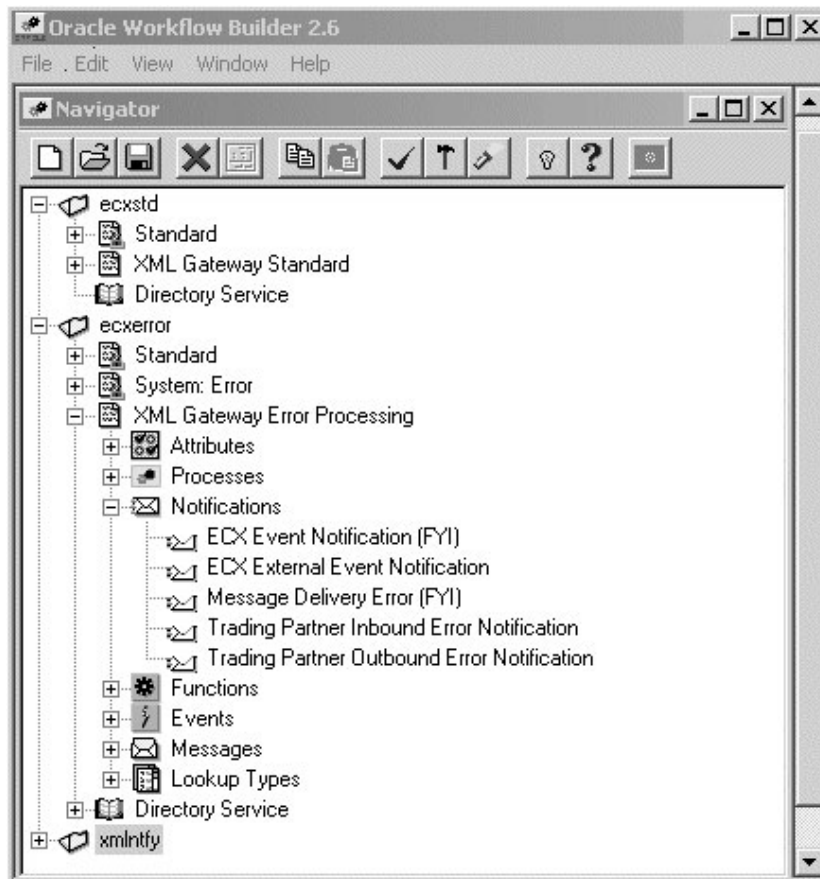 Oracle Workflow Builder 2.6
File . Edit View Window Help
Navigator
ecxstd
Standard
XML Gateway Standard
Directory Service
ecxerror
Standard
System: Error
XML Gateway Error Processing
Attributes
Processes
Notifications
ECX Event Notification (FYI)
ECX External Event Notification
Message Delivery Error (FYI)
Trading Partner Inbound Error Notification
Trading Partner Outbound Error Notification
Functions
Events
Messages
Lookup Types
Directory Service
xmlntfy